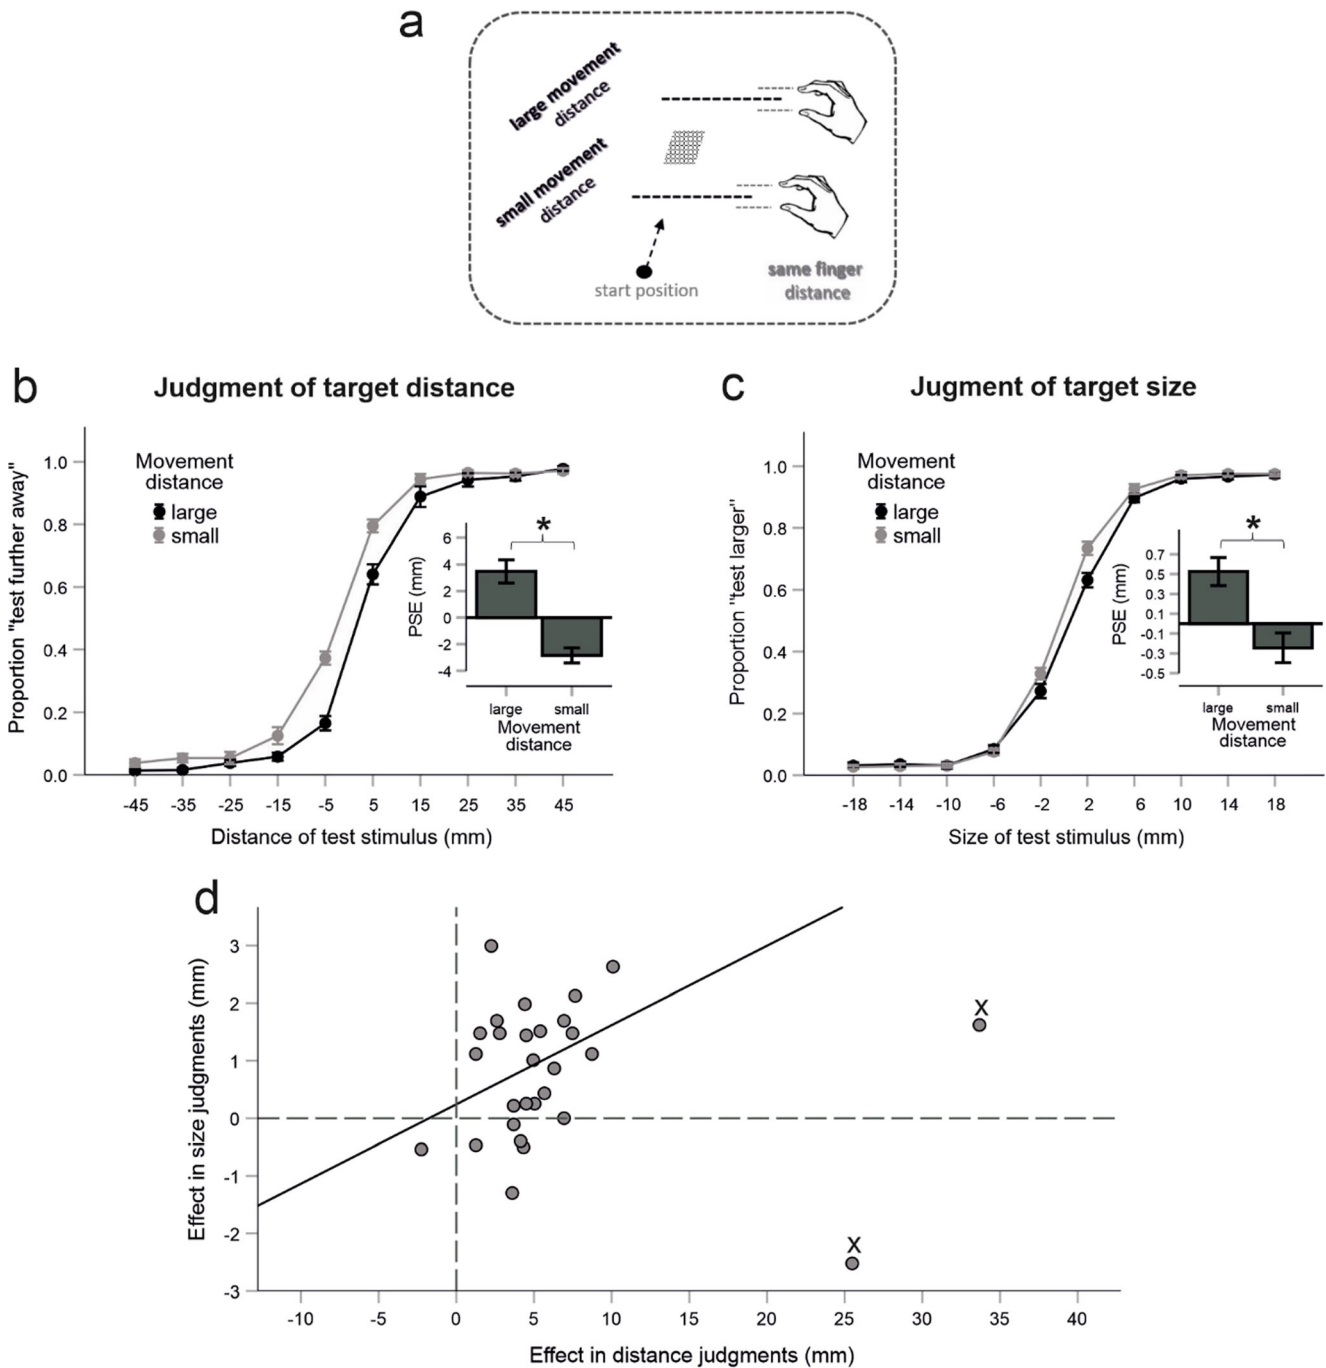 a
large movement
distance
small movement
distance
start position
same finger
distance
b
Judgment of target distance
Proportion "test further away"
1.0
0.8
0.6
0.4
0.2
0.0
Movement
distance
large
small
*
PSE (mm)
6
4
2
0
-2
-4
large small
Movement
distance
-45 -35 -25 -15 -5 5 15 25 35 45
Distance of test stimulus (mm)
c
Jugment of target size
Proportion "test larger"
1.0
0.8
0.6
0.4
0.2
0.0
Movement
distance
large
small
*
PSE (mm)
0.7
0.5
0.3
0.1
-0.1
-0.3
-0.5
large small
Movement
distance
-18 -14 -10 -6 -2 2 6 10 14 18
Size of test stimulus (mm)
d
Effect in size judgments (mm)
3
2
1
0
-1
-2
-3
x
x
-10 -5 0 5 10 15 20 25 30 35 40
Effect in distance judgments (mm)